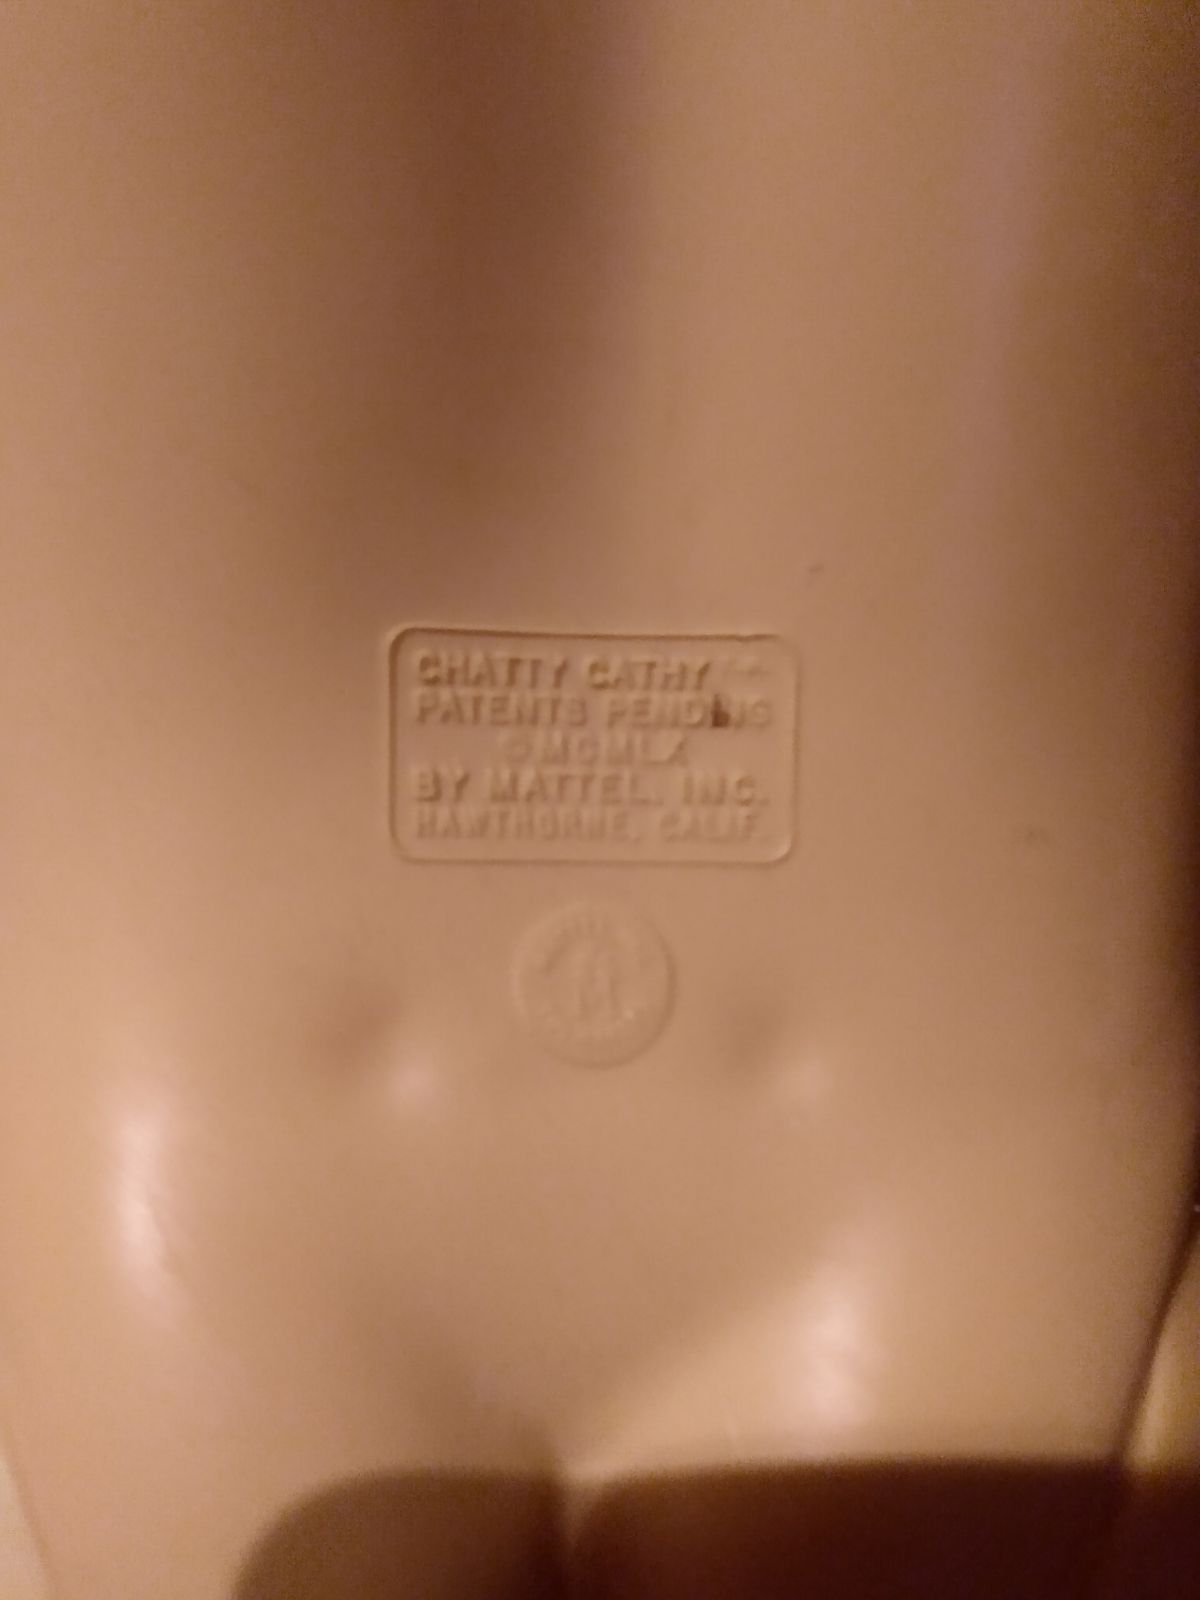 CHATTY CATHY
PATENTS PENDING
©MCMLX
BY MATTEL, INC.
HAWTHORNE, CALIF.